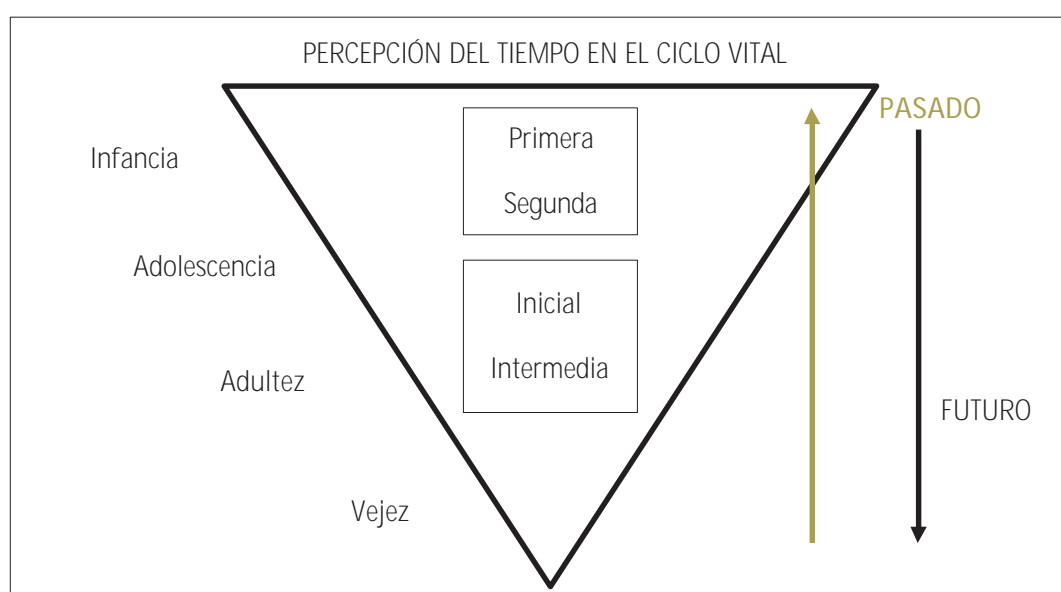 PERCEPCIÓN DEL TIEMPO EN EL CICLO VITAL
PASADO
Primera
Infancia
Segunda
Adolescencia
Inicial
Intermedia
Adultez
FUTURO
Vejez